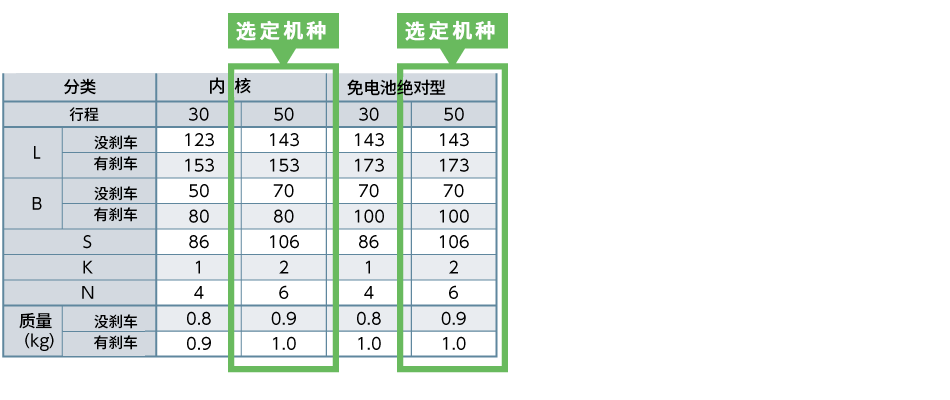 选定机种 选定机种
分类 内 核 免电池绝对型
行程 30 50 30 50
L 没刹车 123 143 143 143
有刹车 153 153 173 173
B 没刹车 50 70 70 70
有刹车 80 80 100 100
S 86 106 86 106
K 1 2 1 2
N 4 6 4 6
质量 (kg) 没刹车 0.8 0.9 0.8 0.9
有刹车 0.9 1.0 1.0 1.0